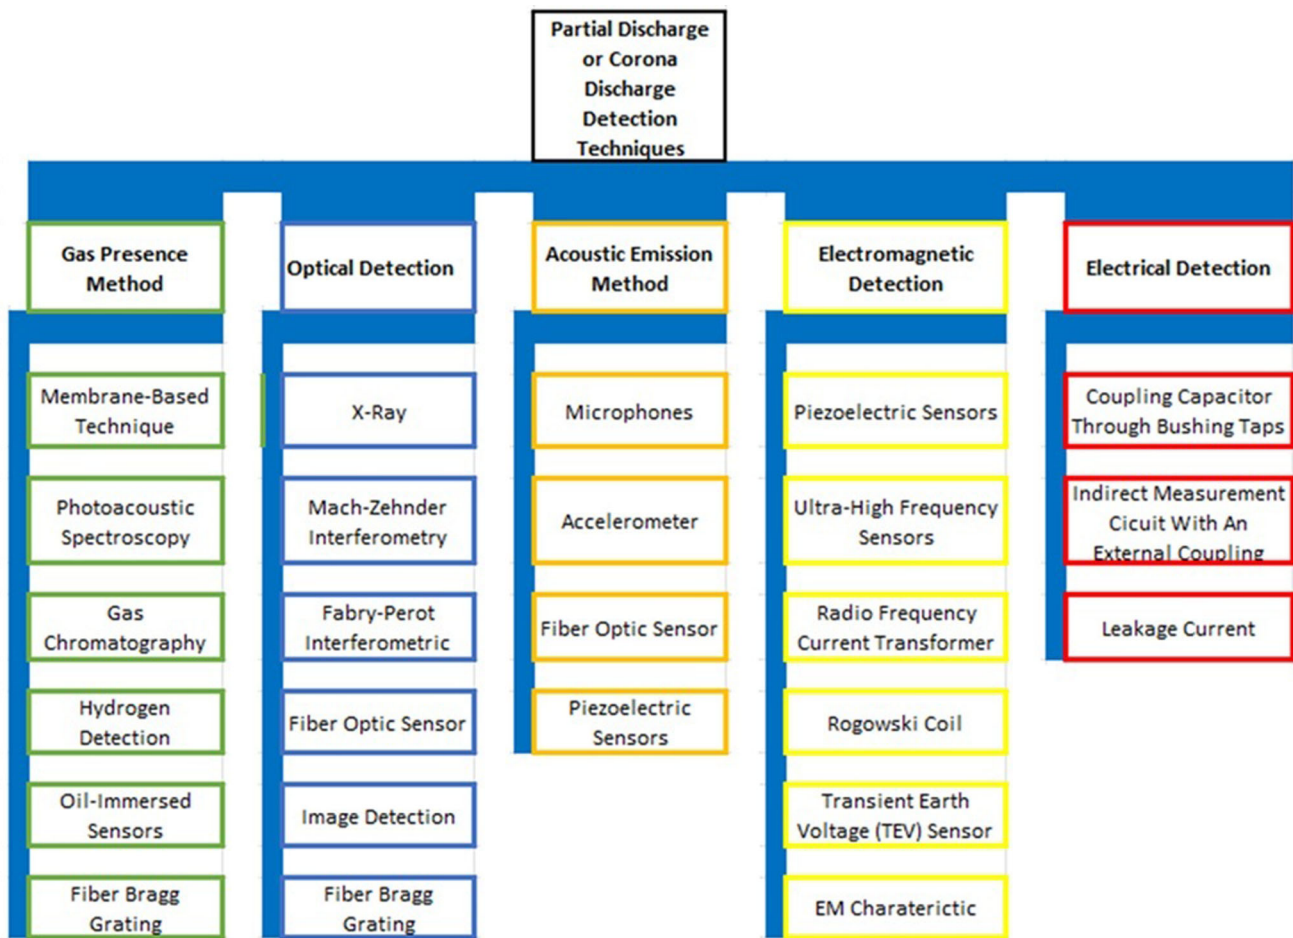 Partial Discharge
or Corona
Discharge
Detection
Techniques
Gas Presence
Method
Optical Detection
Acoustic Emission
Method
Electromagnetic
Detection
Electrical Detection
Membrane-Based
Technique
Photoacoustic
Spectroscopy
Gas
Chromatography
Hydrogen
Detection
Oil-Immersed
Sensors
Fiber Bragg
Grating
X-Ray
Mach-Zehnder
Interferometry
Fabry-Perot
Interferometric
Fiber Optic Sensor
Image Detection
Fiber Bragg
Grating
Microphones
Accelerometer
Fiber Optic Sensor
Piezoelectric
Sensors
Piezoelectric Sensors
Ultra-High Frequency
Sensors
Radio Frequency
Current Transformer
Rogowski Coil
Transient Earth
Voltage (TEV) Sensor
EM Charaterictic
Coupling Capacitor
Through Bushing Taps
Indirect Measurement
Cicuit With An
External Coupling
Leakage Current